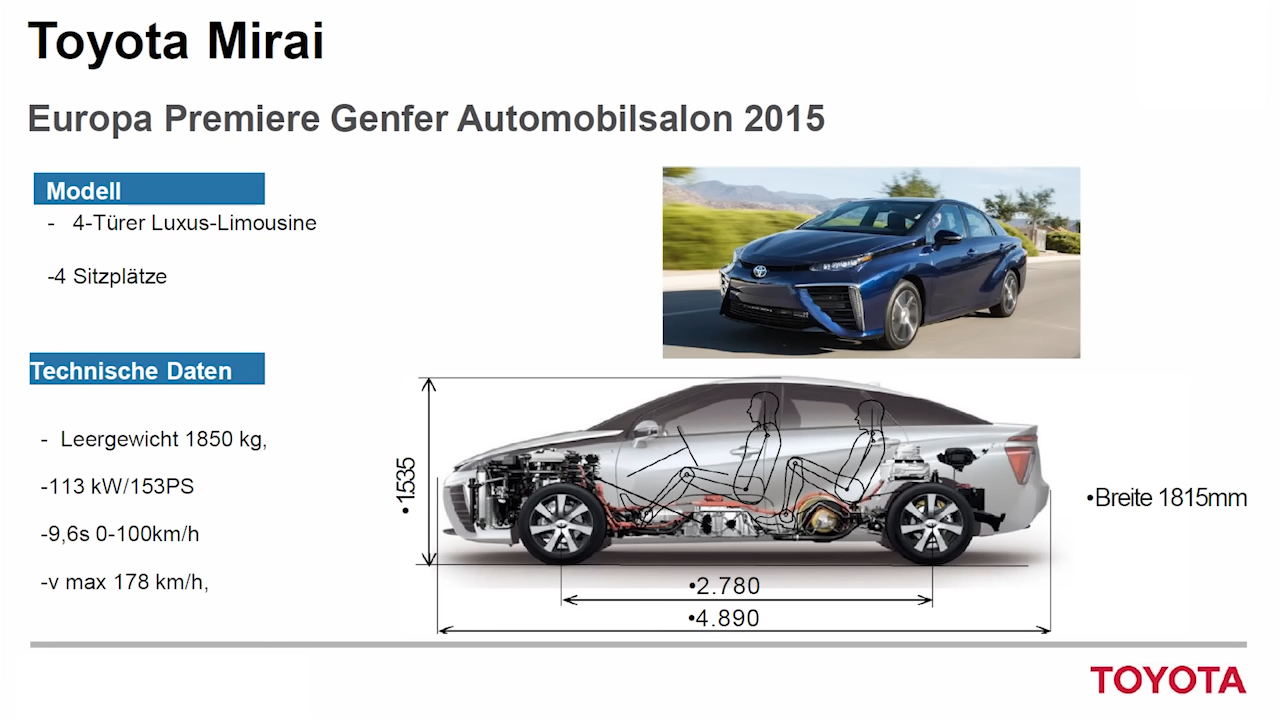 Toyota Mirai
Europa Premiere Genfer Automobilsalon 2015
Modell
- 4-Türer Luxus-Limousine
-4 Sitzplätze
Technische Daten
- Leergewicht 1850 kg,
-113 kW/153PS
-9,6s 0-100km/h
-v max 178 km/h,
•1535
•Breite 1815mm
•2.780
•4.890
TOYOTA